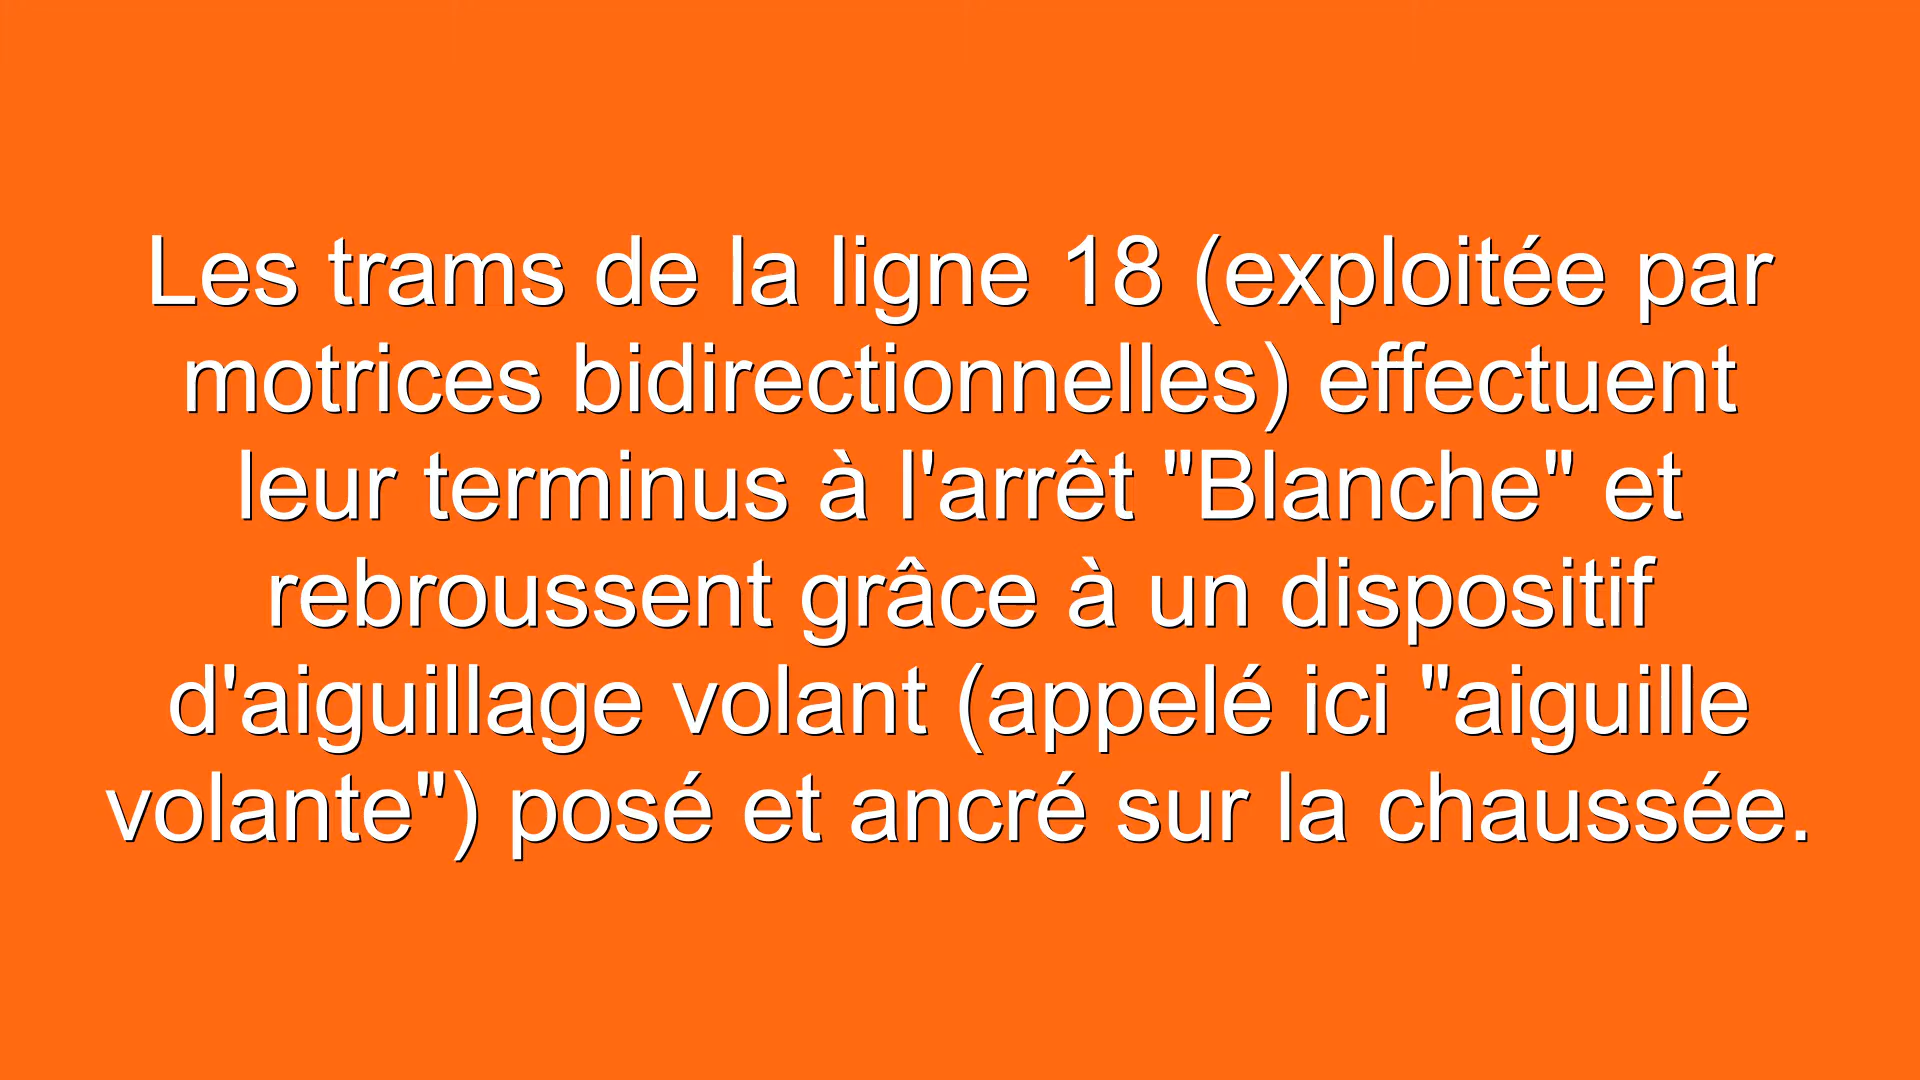 Les trams de la ligne 18 (exploitée par
motrices bidirectionnelles) effectuent
leur terminus à l'arrêt "Blanche" et
rebroussent grâce à un dispositif
d'aiguillage volant (appelé ici "aiguille
volante") posé et ancré sur la chaussée.